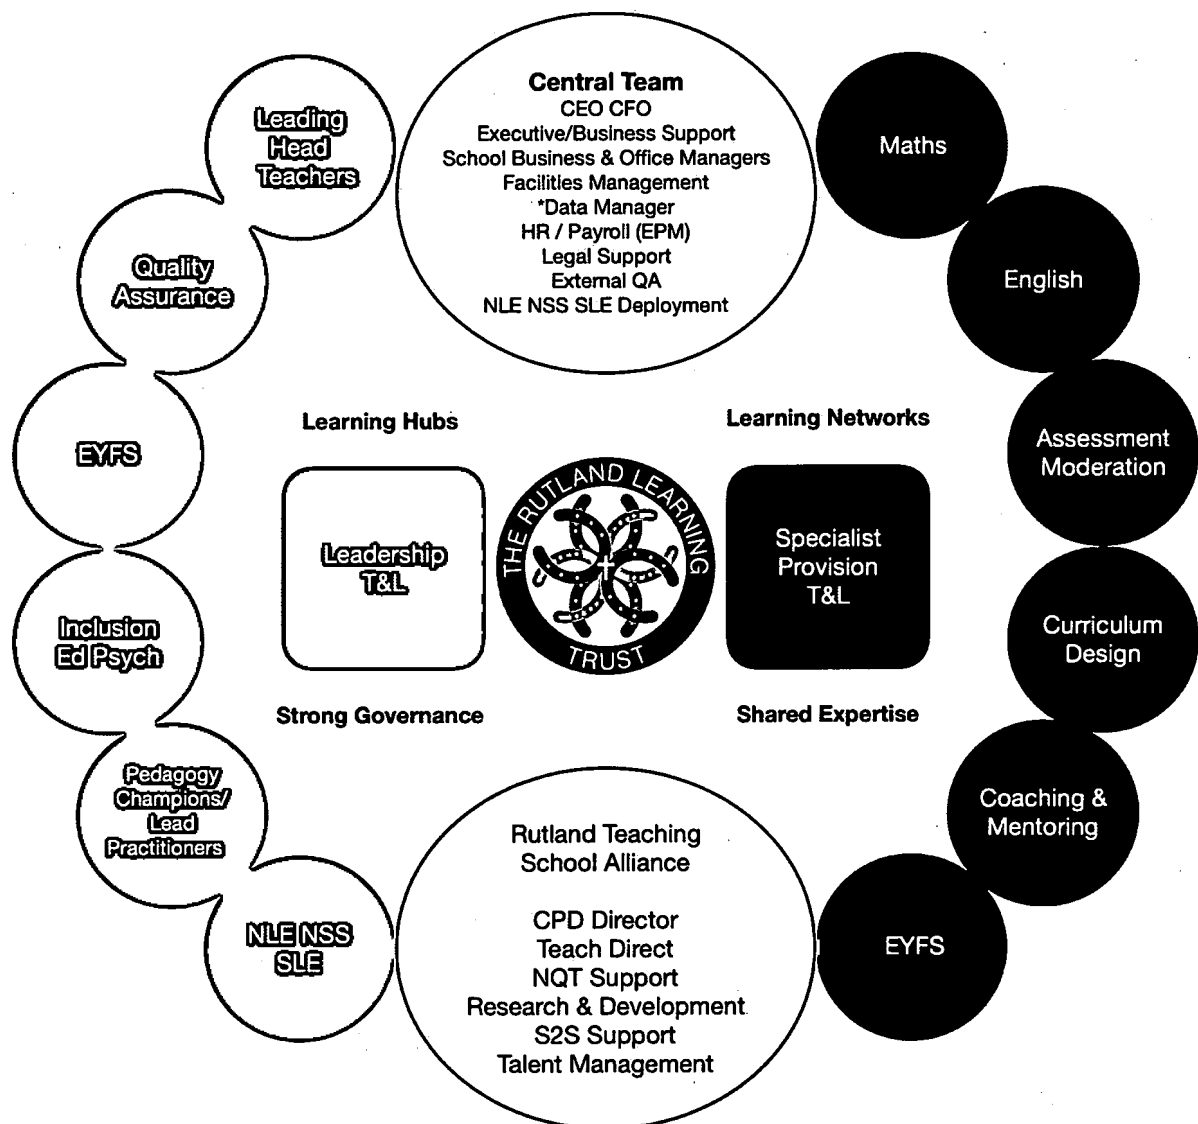 Central Team
CEO CFO
Executive/Business Support
School Business & Office Managers
Facilities Management
*Data Manager
HR / Payroll (EPM)
Legal Support
External QA
NLE NSS SLE Deployment
Leading
Head
Teachers
Quality
Assurance
EYFS
Inclusion
Ed Psych
Pedagogy
Champions/
Lead
Practitioners
NLE NSS
SLE
Learning Hubs
Leadership
T&L
Strong Governance
THE RUTLAND LEARNING
TRUST
Learning Networks
Specialist
Provision
T&L
Shared Expertise
Maths
English
Assessment
Moderation
Curriculum
Design
Coaching &
Mentoring
EYFS
Rutland Teaching
School Alliance
CPD Director
Teach Direct
NQT Support
Research & Development
S2S Support
Talent Management